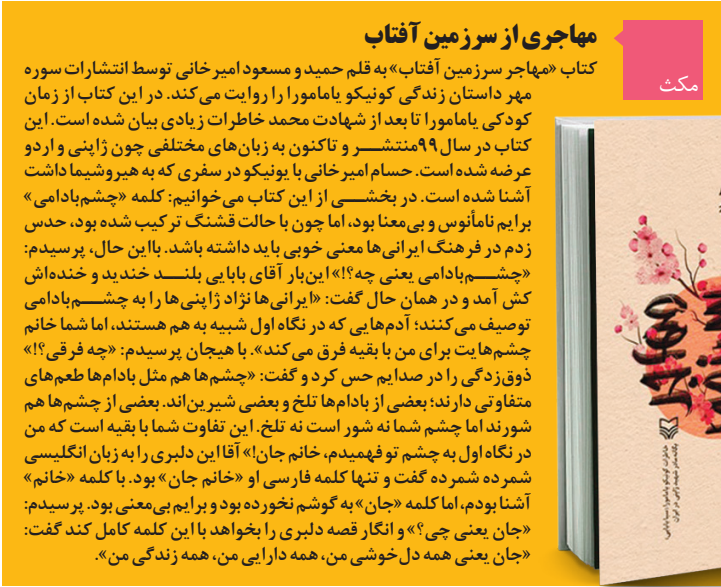 مکث
مهاجری از سرزمین آفتاب
کتاب «مهاجر سرزمین آفتاب» به قلم حمید و مسعود امیرخانی توسط انتشارات سوره
مهر داستان زندگی کونیکو یامامورا را روایت می‌کند. در این کتاب از زمان
کودکی یامامورا تا بعد از شهادت محمد خاطرات زیادی بیان شده است. این
کتاب در سال ۹۹ منتشر و تاکنون به زبان‌های مختلفی چون ژاپنی و اردو
عرضه شده است. حسام امیرخانی با یونیکو در سفری که به هیروشیما داشت
آشنا شده است. در بخشی از این کتاب می‌خوانیم: کلمه «چشم‌بادامی»
برایم نامأنوس و بی‌معنا بود، اما چون با حالت قشنگ ترکیب شده بود، حدس
زدم در فرهنگ ایرانی‌ها معنی خوبی باید داشته باشد. بااین حال، پرسیدم:
«چشم‌بادامی یعنی چه؟!» این‌بار آقای بابایی بلند خندید و خنده‌اش
کش آمد و در همان حال گفت: «ایرانی‌ها نژاد ژاپنی‌ها را به چشم‌بادامی
توصیف می‌کنند؛ آدم‌هایی که در نگاه اول شبیه به هم هستند، اما شما خانم
چشم‌هایت برای من با بقیه فرق می‌کند». با هیجان پرسیدم: «چه فرقی؟!»
ذوق‌زدگی را در صدایم حس کرد و گفت: «چشم‌ها هم مثل بادام‌ها طعم‌های
متفاوتی دارند؛ بعضی از بادام‌ها تلخ و بعضی شیرین‌اند. بعضی از چشم‌ها هم
شورند اما چشم شما نه شور است نه تلخ. این تفاوت شما با بقیه است که من
در نگاه اول به چشم تو فهمیدم، خانم جان!» آقا این دلبری را به زبان انگلیسی
شمرده شمرده گفت و تنها کلمه فارسی او «خانم جان» بود. با کلمه «خانم»
آشنا بودم، اما کلمه «جان» به گوشم نخورده بود و برایم بی‌معنی بود. پرسیدم:
«جان یعنی چی؟» و انگار قصه دلبری را بخواهد با این کلمه کامل کند گفت:
«جان یعنی همه دل‌خوشی من، همه دارایی من، همه زندگی من».